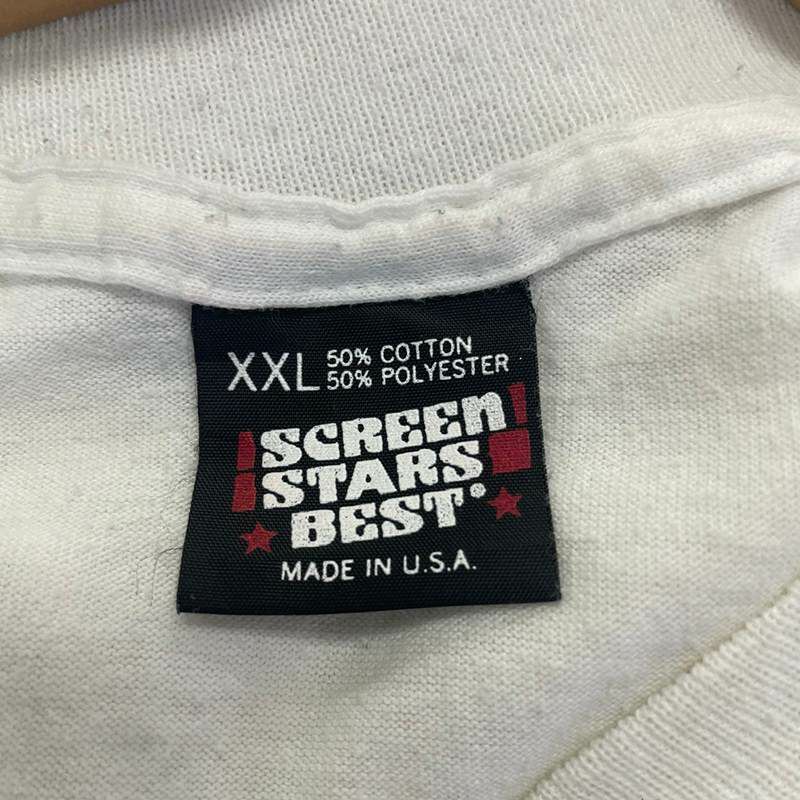 XXL 50% COTTON
50% POLYESTER
SCREEN
STARS
BEST®
MADE IN U.S.A.